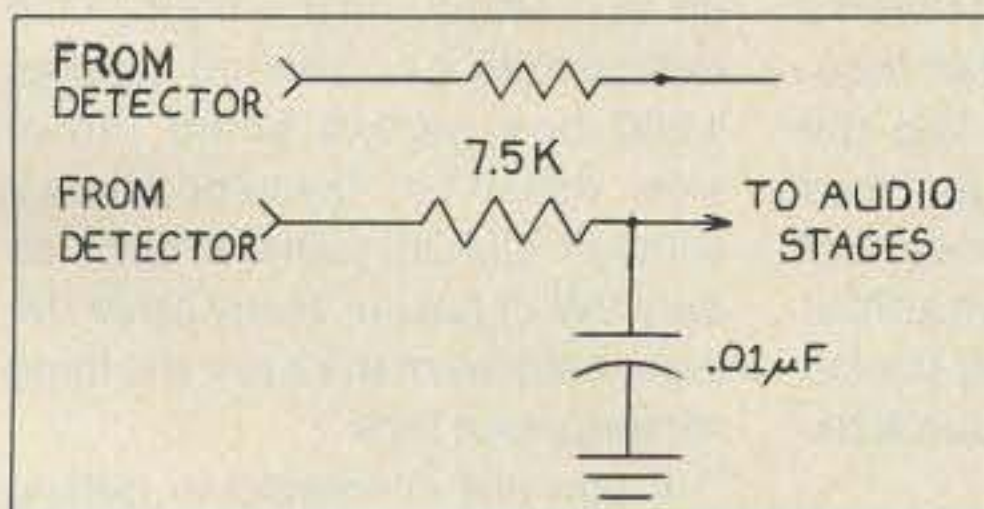 FROM
DETECTOR
7.5K
FROM
DETECTOR
TO AUDIO
STAGES
.01µF